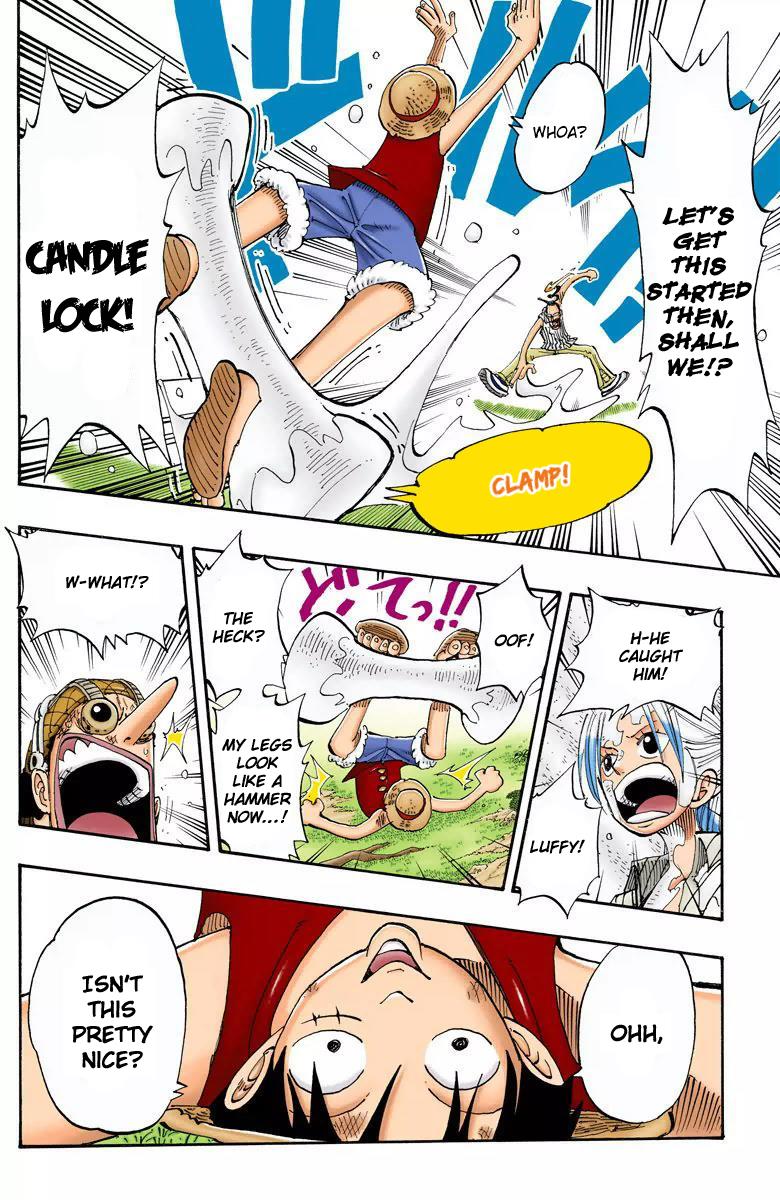 LET'S
GET
THIS
STARTED
THEN,
SHALL
WE!?
WHOA?
CANDLE
LOCK!
CLAMP!
H-HE
CAUGHT
HIM!
LUFFY!
OOF!
どてっ!!
THE
HECK?
MY LEGS
LOOK
LIKE A
HAMMER
NOW...!
W-WHAT!?
OHH,
ISN'T
THIS
PRETTY
NICE?